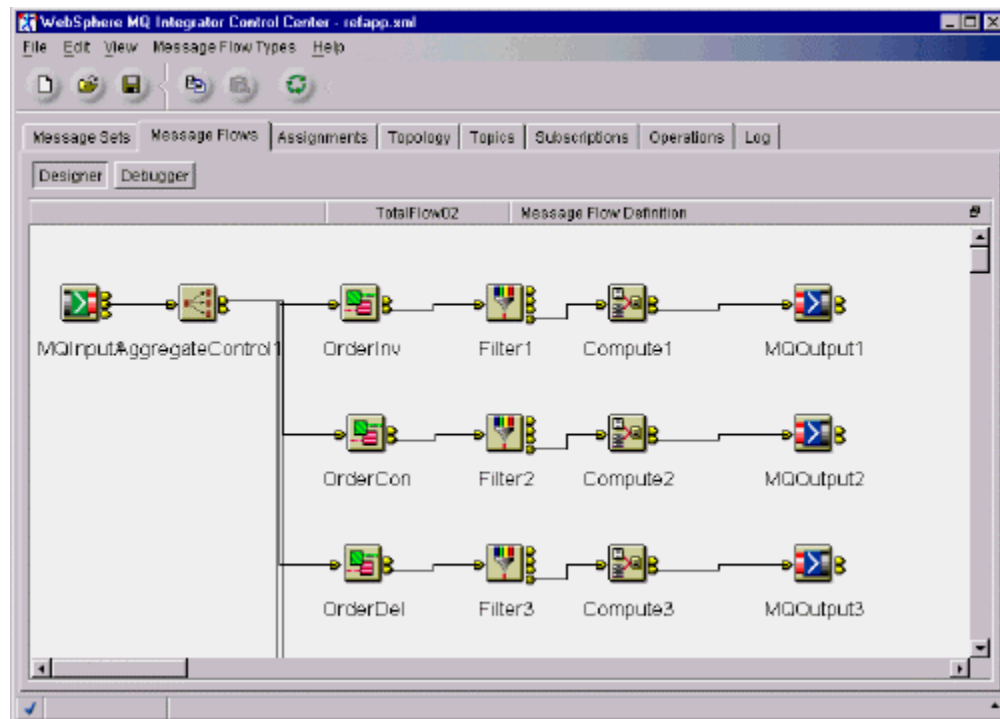 WebSphere MQ Integrator Control Center - refapp.xml
File Edit View Message Flow Types Help
Message Sets Message Flows Assignments Topology Topics Subscriptions Operations Log
Designer Debugger
TotalFlow02 Message Flow Definition
MQInput AggregateControl1 OrderInv Filter1 Compute1 MQOutput1
OrderCon Filter2 Compute2 MQOutput2
OrderDel Filter3 Compute3 MQOutput3